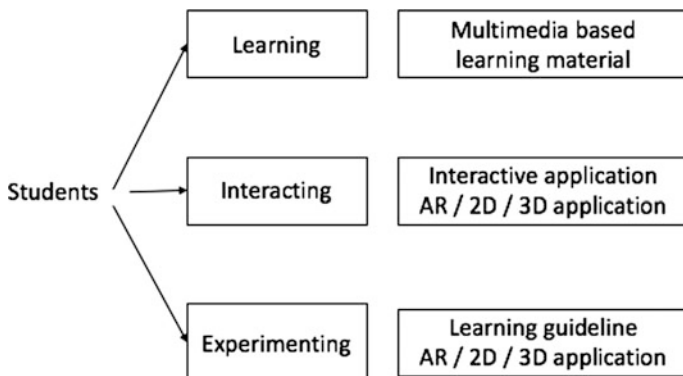 Learning
Multimedia based
learning material
Students
Interacting
Interactive application
AR / 2D / 3D application
Experimenting
Learning guideline
AR / 2D / 3D application